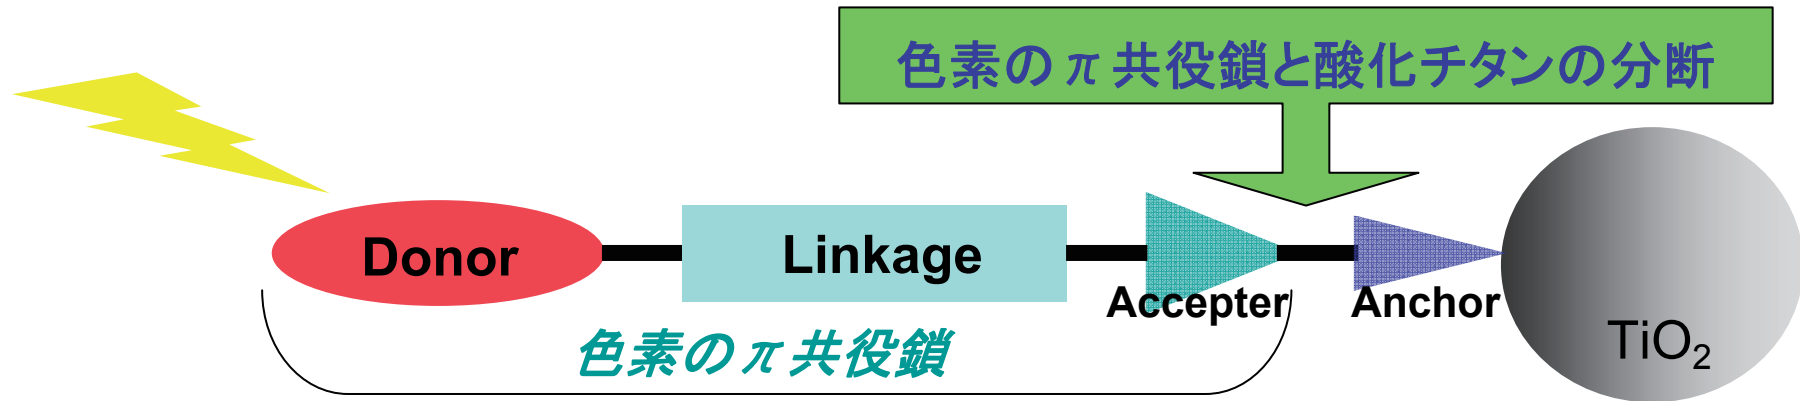 色素のπ共役鎖と酸化チタンの分断
Donor
Linkage
Accepter
Anchor
TiO₂
色素のπ共役鎖